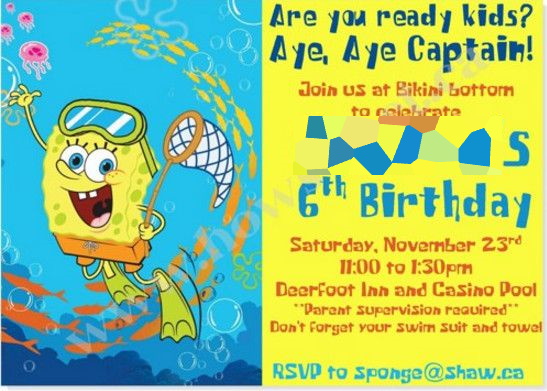 Are you ready kids?
Aye, Aye Captain!
Join us at Bikini bottom
to celebrate
S
6th Birthday
Saturday, November 23rd
11:00 to 1:30pm
Deerfoot Inn and Casino Pool
**Parent supervision required**
Don't forget your swim suit and towel
RSVP to sponge@shaw.ca